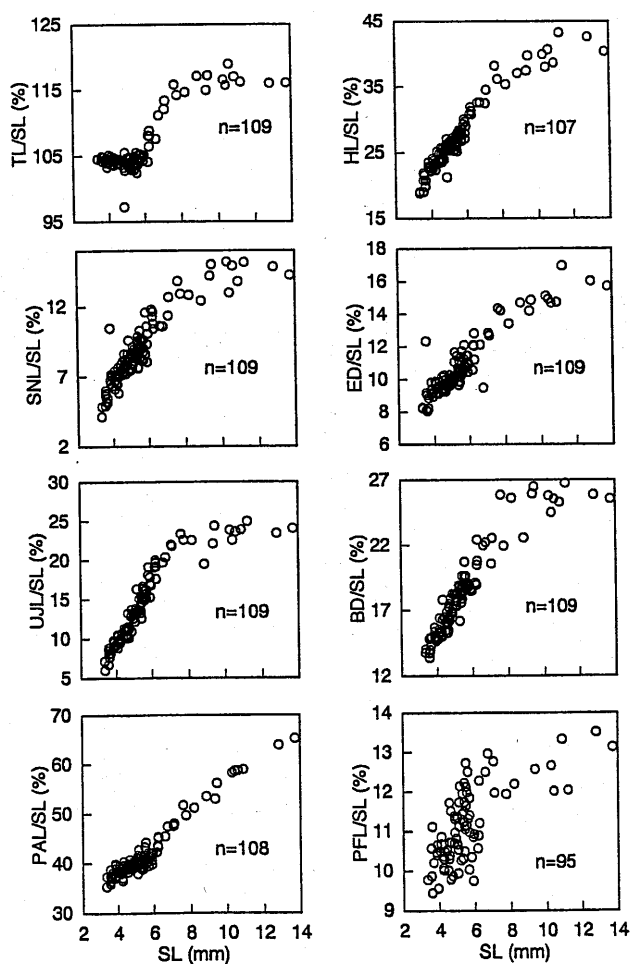 125
115
105
95
TL/SL (%)
n=109
45
35
25
15
HL/SL (%)
n=107
12
7
2
SNL/SL (%)
n=109
18
16
14
12
10
8
6
ED/SL (%)
n=109
30
25
20
15
10
5
UJL/SL (%)
n=109
27
22
17
12
BD/SL (%)
n=109
70
60
50
40
30
PAL/SL (%)
n=108
2 4 6 8 10 12 14
SL (mm)
14
13
12
11
10
9
PFL/SL (%)
n=95
2 4 6 8 10 12 14
SL (mm)